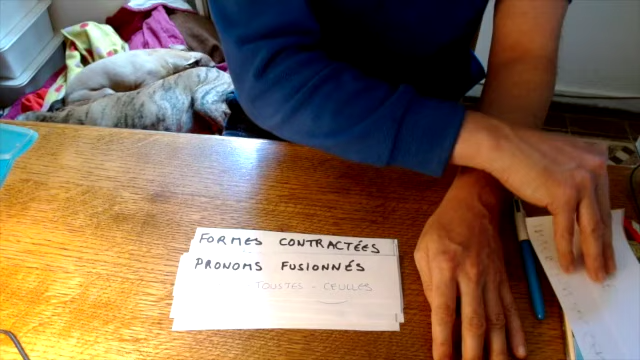 FORMES CONTRACTÉES
PRONOMS FUSIONNÉS
TOUSTES - CEULLES